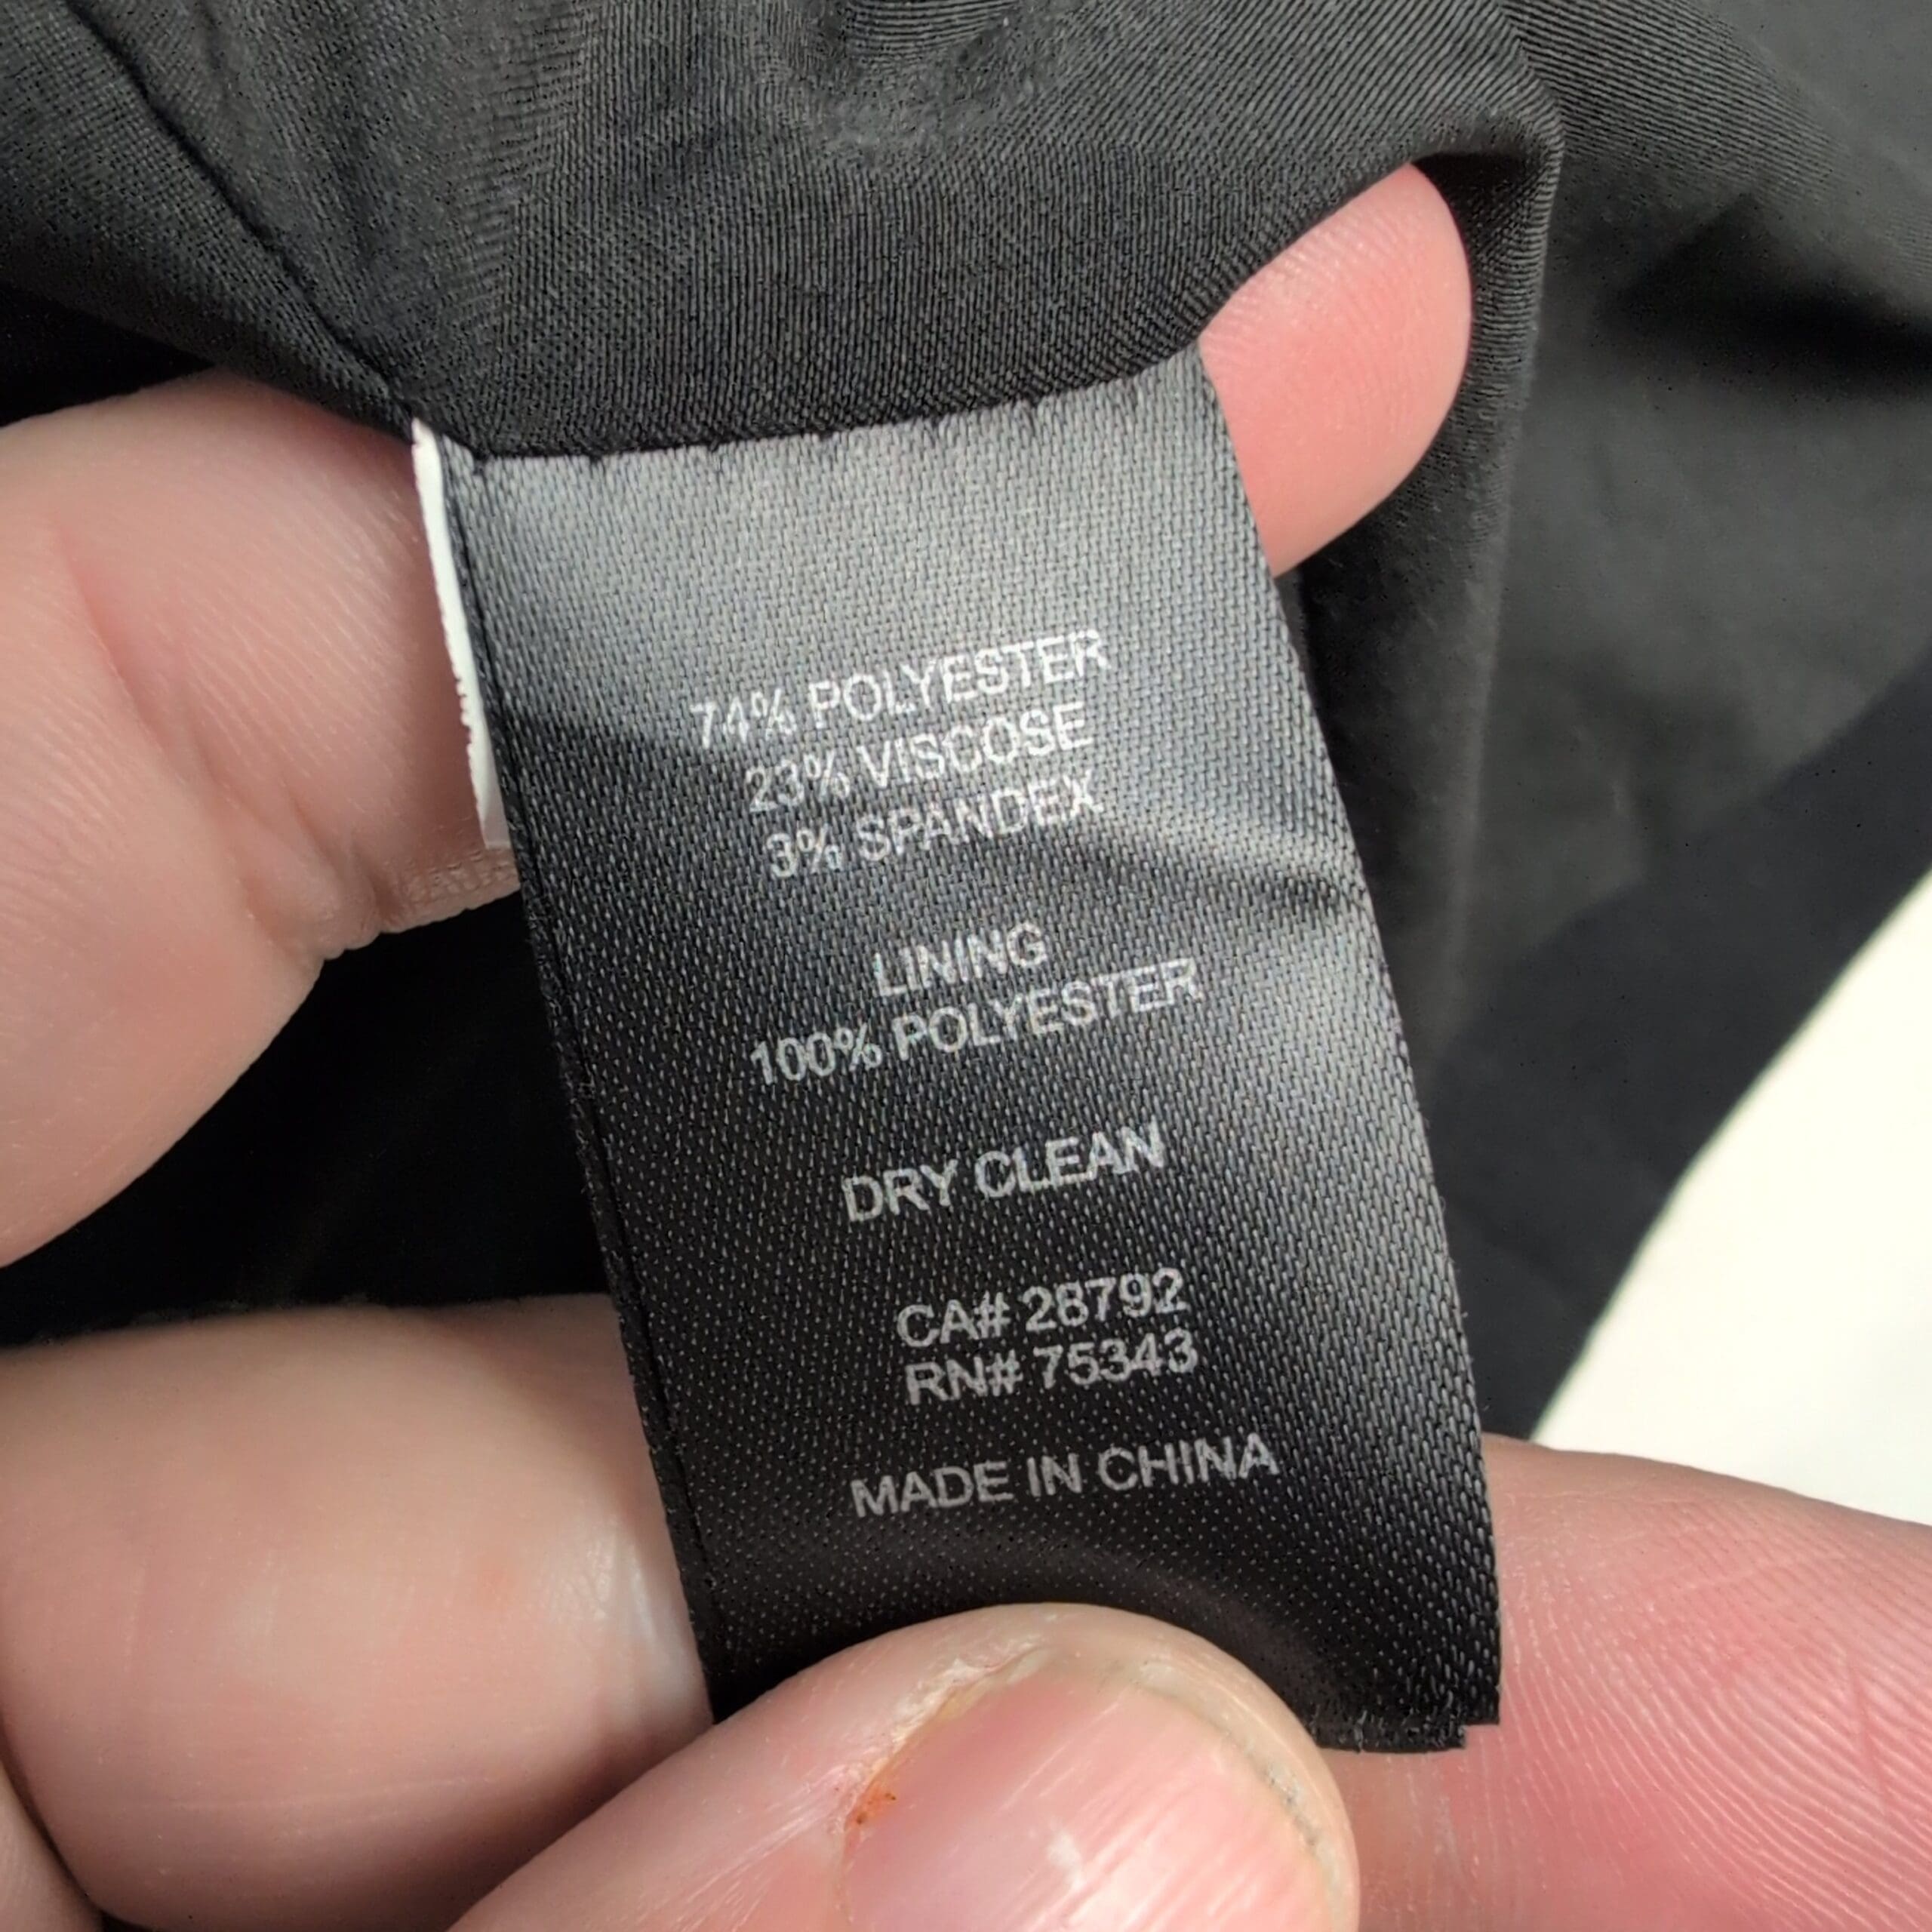 74% POLYESTER
23% VISCOSE
3% SPANDEX
LINING
100% POLYESTER
DRY CLEAN
CA# 28792
RN# 75343
MADE IN CHINA